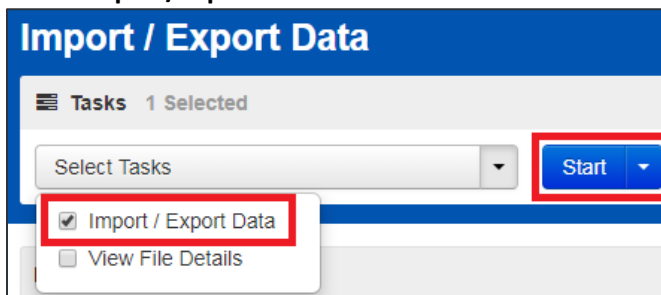 Import / Export Data
Tasks 1 Selected
Select Tasks
Start
Import / Export Data
View File Details